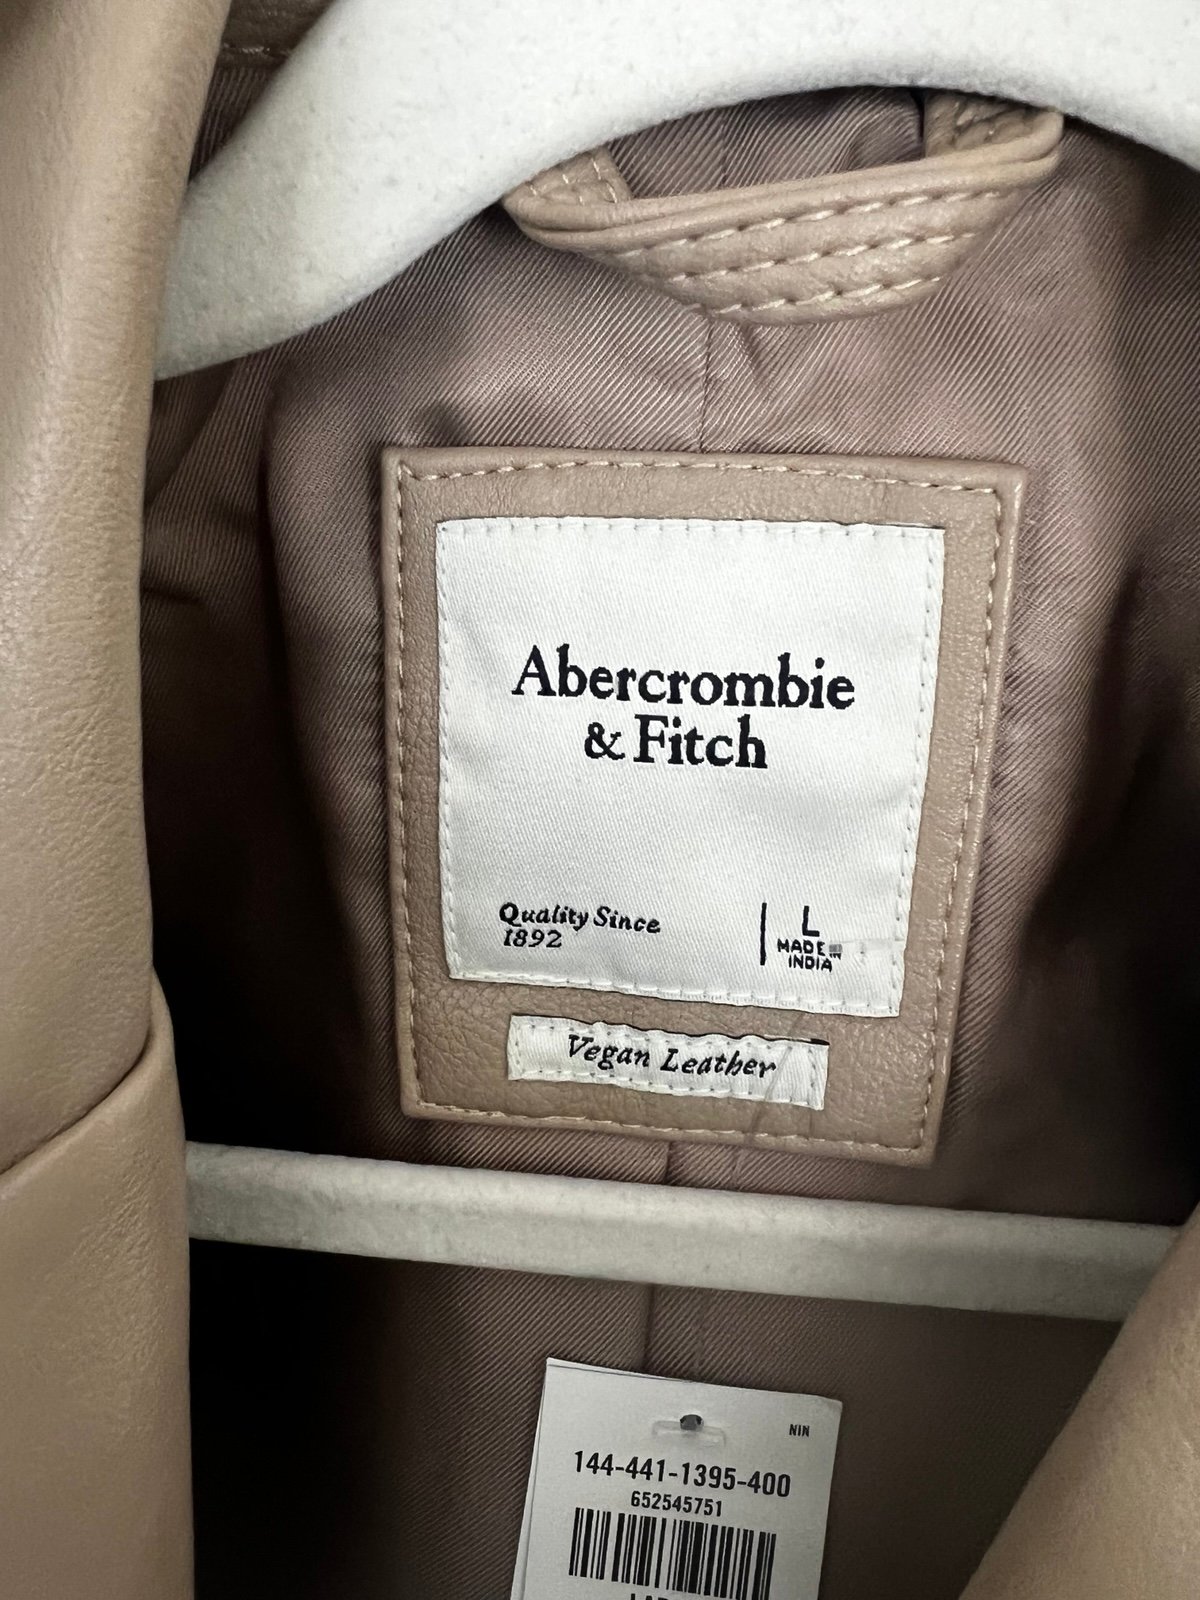 Abercrombie
& Fitch
Quality Since
1892
L
MADE IN
INDIA
Vegan Leather
NIN
144-441-1395-400
652545751